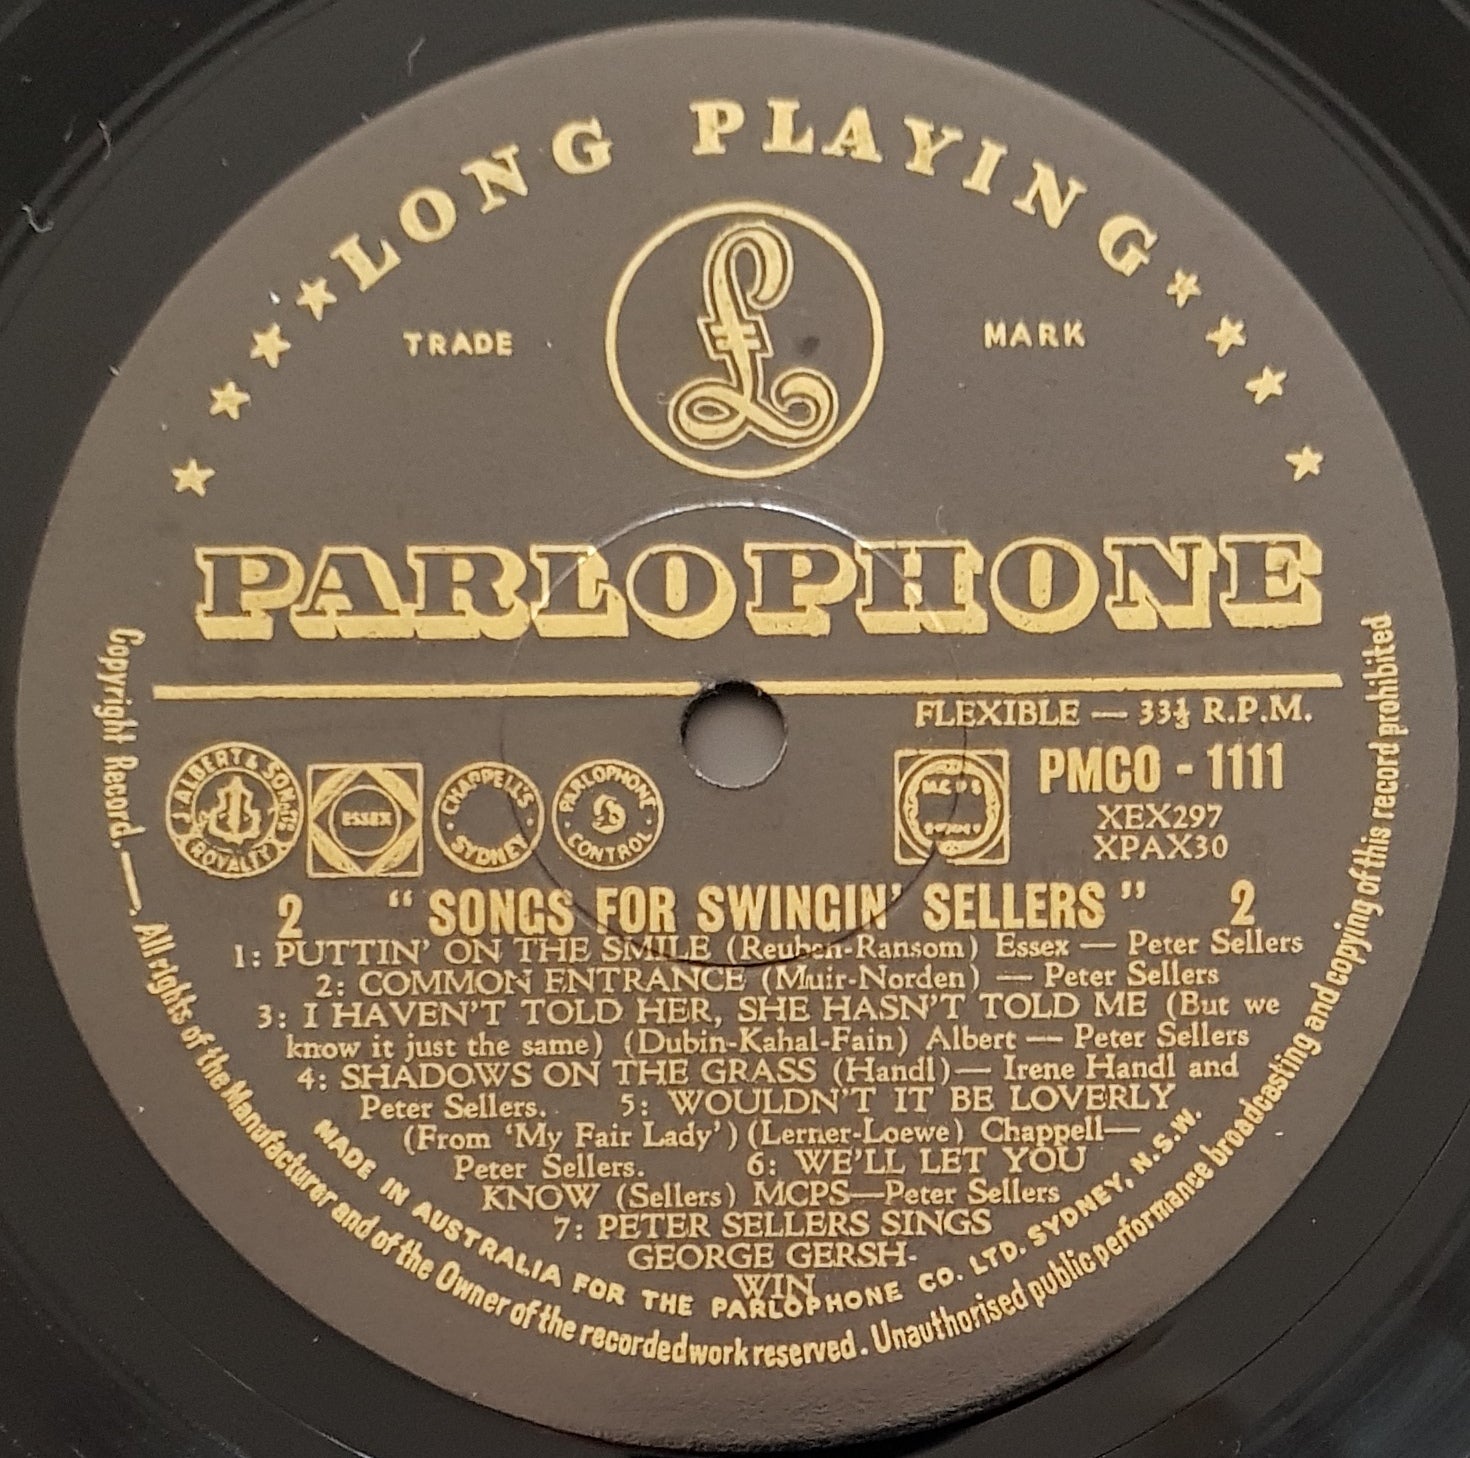 LONG PLAYING
TRADE MARK
£
PARLOPHONE
FLEXIBLE — 33⅓ R.P.M.
J. ALBERT & SON ROYALTY
ESSEX
CHAPPELL'S SYDNEY
PARLOPHONE CONTROL
PMCO - 1111
XEX297
XPAX30
2 “ SONGS FOR SWINGIN' SELLERS ” 2
1: PUTTIN' ON THE SMILE (Reuben-Ransom) Essex — Peter Sellers
2: COMMON ENTRANCE (Muir-Norden) — Peter Sellers
3: I HAVEN'T TOLD HER, SHE HASN'T TOLD ME (But we
know it just the same) (Dubin-Kahal-Fain) Albert — Peter Sellers
4: SHADOWS ON THE GRASS (Handl)— Irene Handl and
Peter Sellers. 5: WOULDN'T IT BE LOVERLY
(From ‘My Fair Lady’) (Lerner-Loewe) Chappell—
Peter Sellers. 6: WE'LL LET YOU
KNOW (Sellers) MCPS—Peter Sellers
7: PETER SELLERS SINGS
GEORGE GERSH-
WIN
MADE IN AUSTRALIA FOR THE PARLOPHONE CO. LTD. SYDNEY, N.S.W.
Copyright Record. — All rights of the Manufacturer and of the Owner of the recorded work reserved. Unauthorised public performance broadcasting and copying of this record prohibited